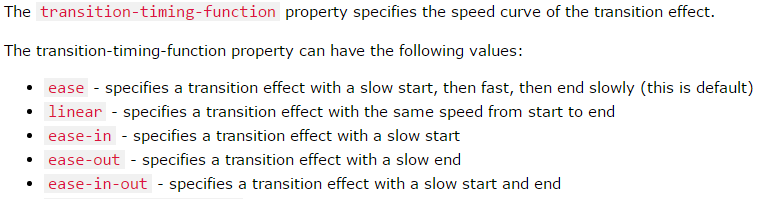 The transition-timing-function property specifies the speed curve of the transition effect.
The transition-timing-function property can have the following values:
• ease - specifies a transition effect with a slow start, then fast, then end slowly (this is default)
• linear - specifies a transition effect with the same speed from start to end
• ease-in - specifies a transition effect with a slow start
• ease-out - specifies a transition effect with a slow end
• ease-in-out - specifies a transition effect with a slow start and end